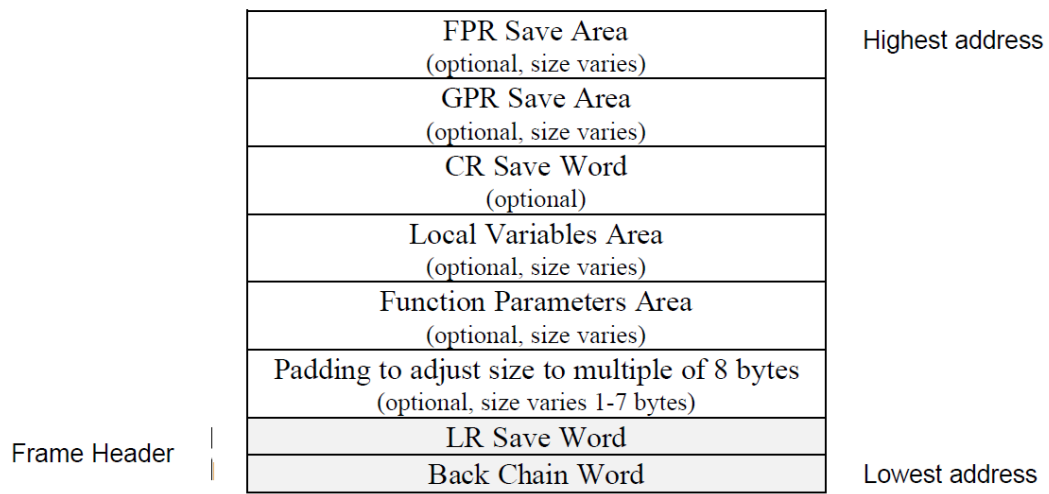 FPR Save Area
Highest address
(optional, size varies)
GPR Save Area
(optional, size varies)
CR Save Word
(optional)
Local Variables Area
(optional, size varies)
Function Parameters Area
(optional, size varies)
Padding to adjust size to multiple of 8 bytes
(optional, size varies 1-7 bytes)
LR Save Word
Frame Header
Back Chain Word
Lowest address